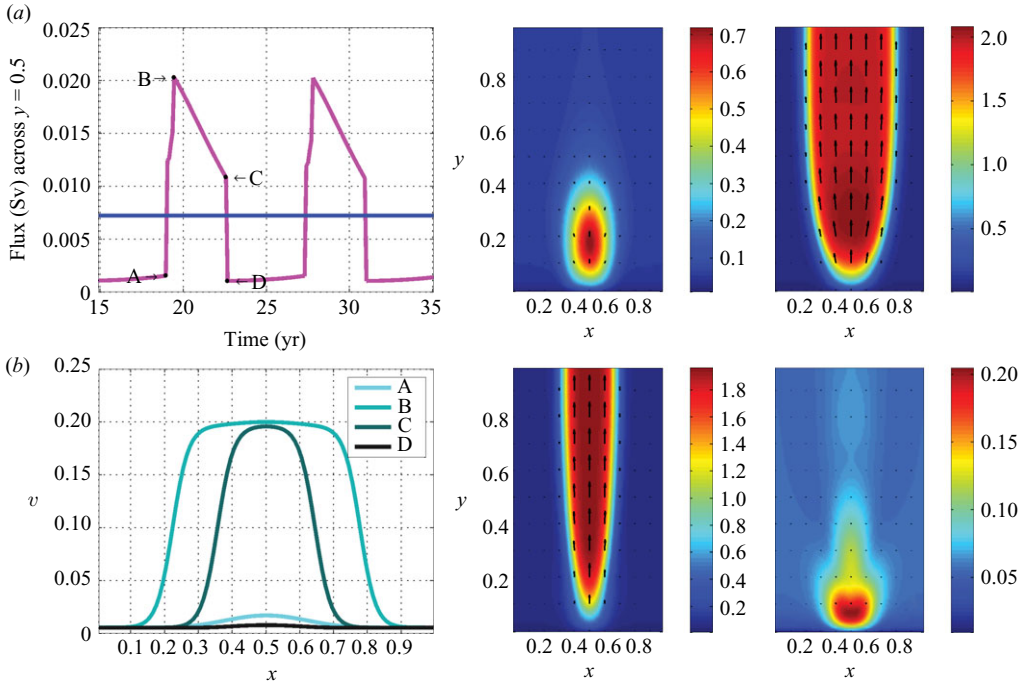 (a)
Flux (Sv) across y = 0.5
0.025
0.020
0.015
0.010
0.005
0
B→
←C
A→
←D
15 20 25 30 35
Time (yr)
y
0.8
0.6
0.4
0.2
0.2 0.4 0.6 0.8
x
0.7
0.6
0.5
0.4
0.3
0.2
0.1
0.2 0.4 0.6 0.8
x
2.0
1.5
1.0
0.5
0
(b)
v
0.25
0.20
0.15
0.10
0.05
0
A
B
C
D
0.1 0.2 0.3 0.4 0.5 0.6 0.7 0.8 0.9
x
y
0.8
0.6
0.4
0.2
0.2 0.4 0.6 0.8
x
1.8
1.6
1.4
1.2
1.0
0.8
0.6
0.4
0.2
0.2 0.4 0.6 0.8
x
0.20
0.15
0.10
0.05